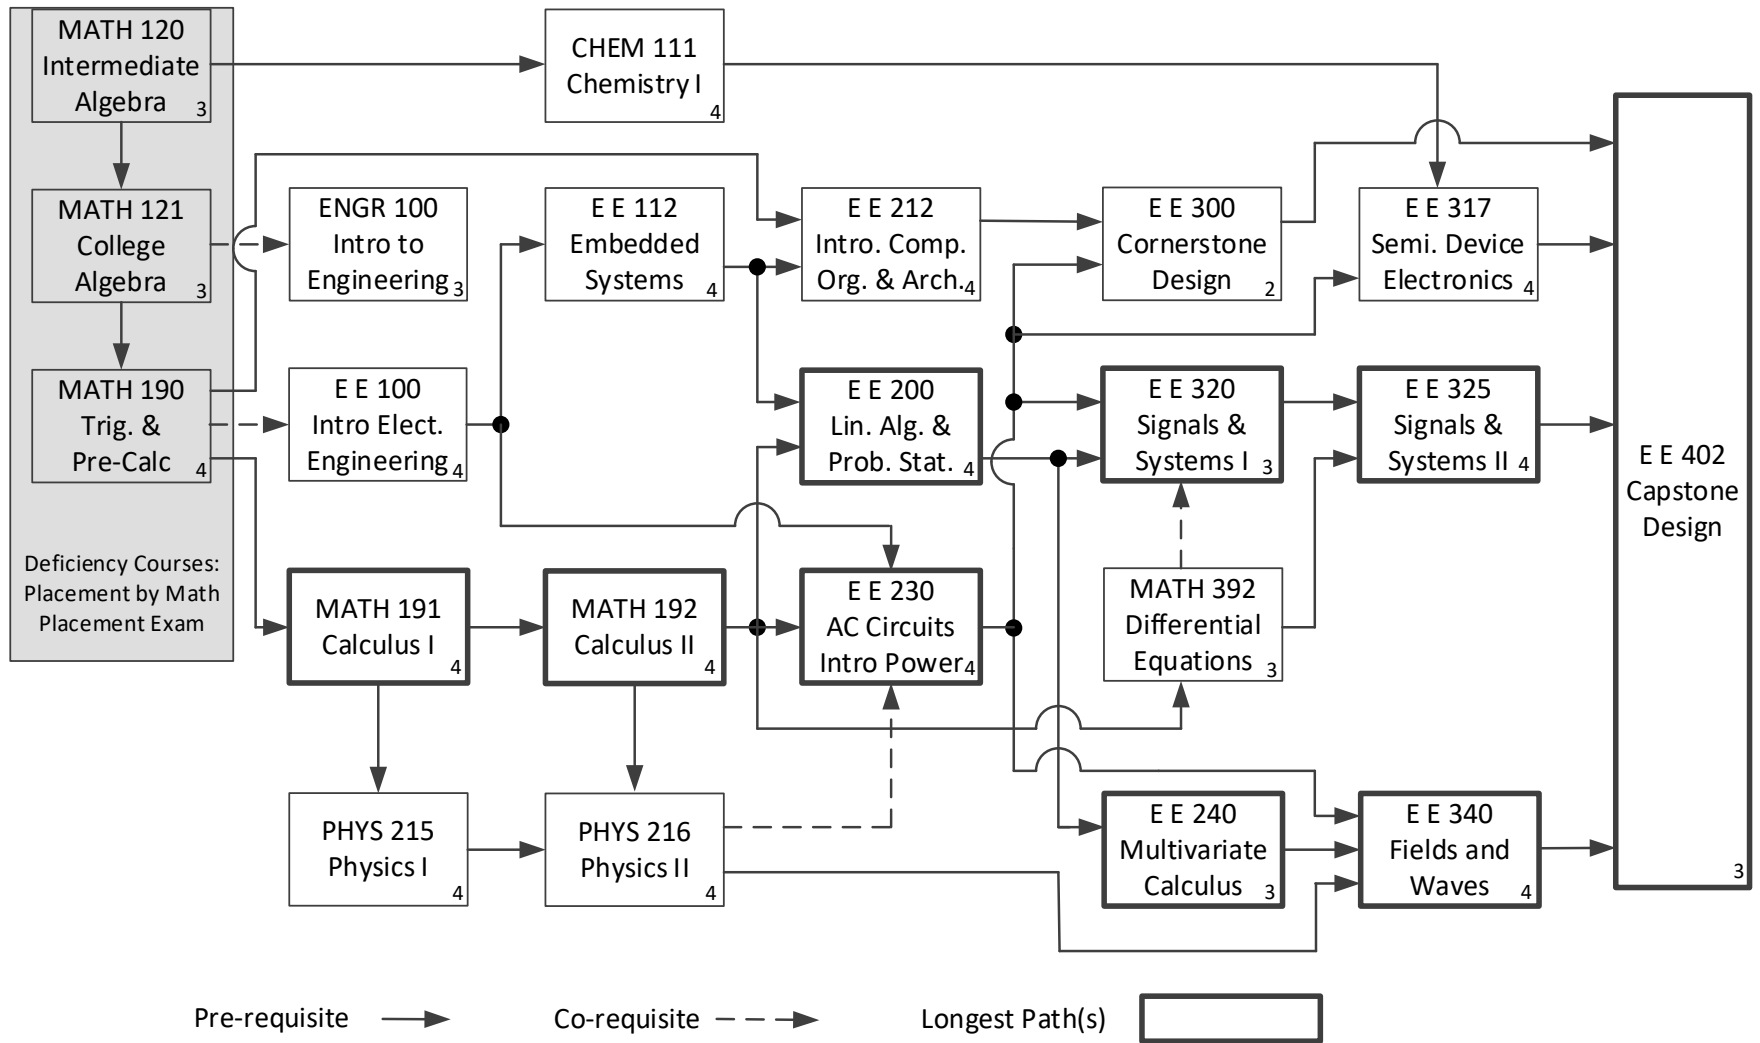 MATH 120
Intermediate
Algebra
3
CHEM 111
Chemistry I
4
MATH 121
College
Algebra
3
ENGR 100
Intro to
Engineering
3
E E 112
Embedded
Systems
4
E E 212
Intro. Comp.
Org. & Arch.
4
E E 300
Cornerstone
Design
2
E E 317
Semi. Device
Electronics
4
MATH 190
Trig. &
Pre-Calc
4
E E 100
Intro Elect.
Engineering
4
E E 200
Lin. Alg. &
Prob. Stat.
4
E E 320
Signals &
Systems I
3
E E 325
Signals &
Systems II
4
E E 402
Capstone
Design
3
Deficiency Courses:
Placement by Math
Placement Exam
MATH 191
Calculus I
4
MATH 192
Calculus II
4
E E 230
AC Circuits
Intro Power
4
MATH 392
Differential
Equations
3
PHYS 215
Physics I
4
PHYS 216
Physics II
4
E E 240
Multivariate
Calculus
3
E E 340
Fields and
Waves
4
Pre-requisite
Co-requisite
Longest Path(s)